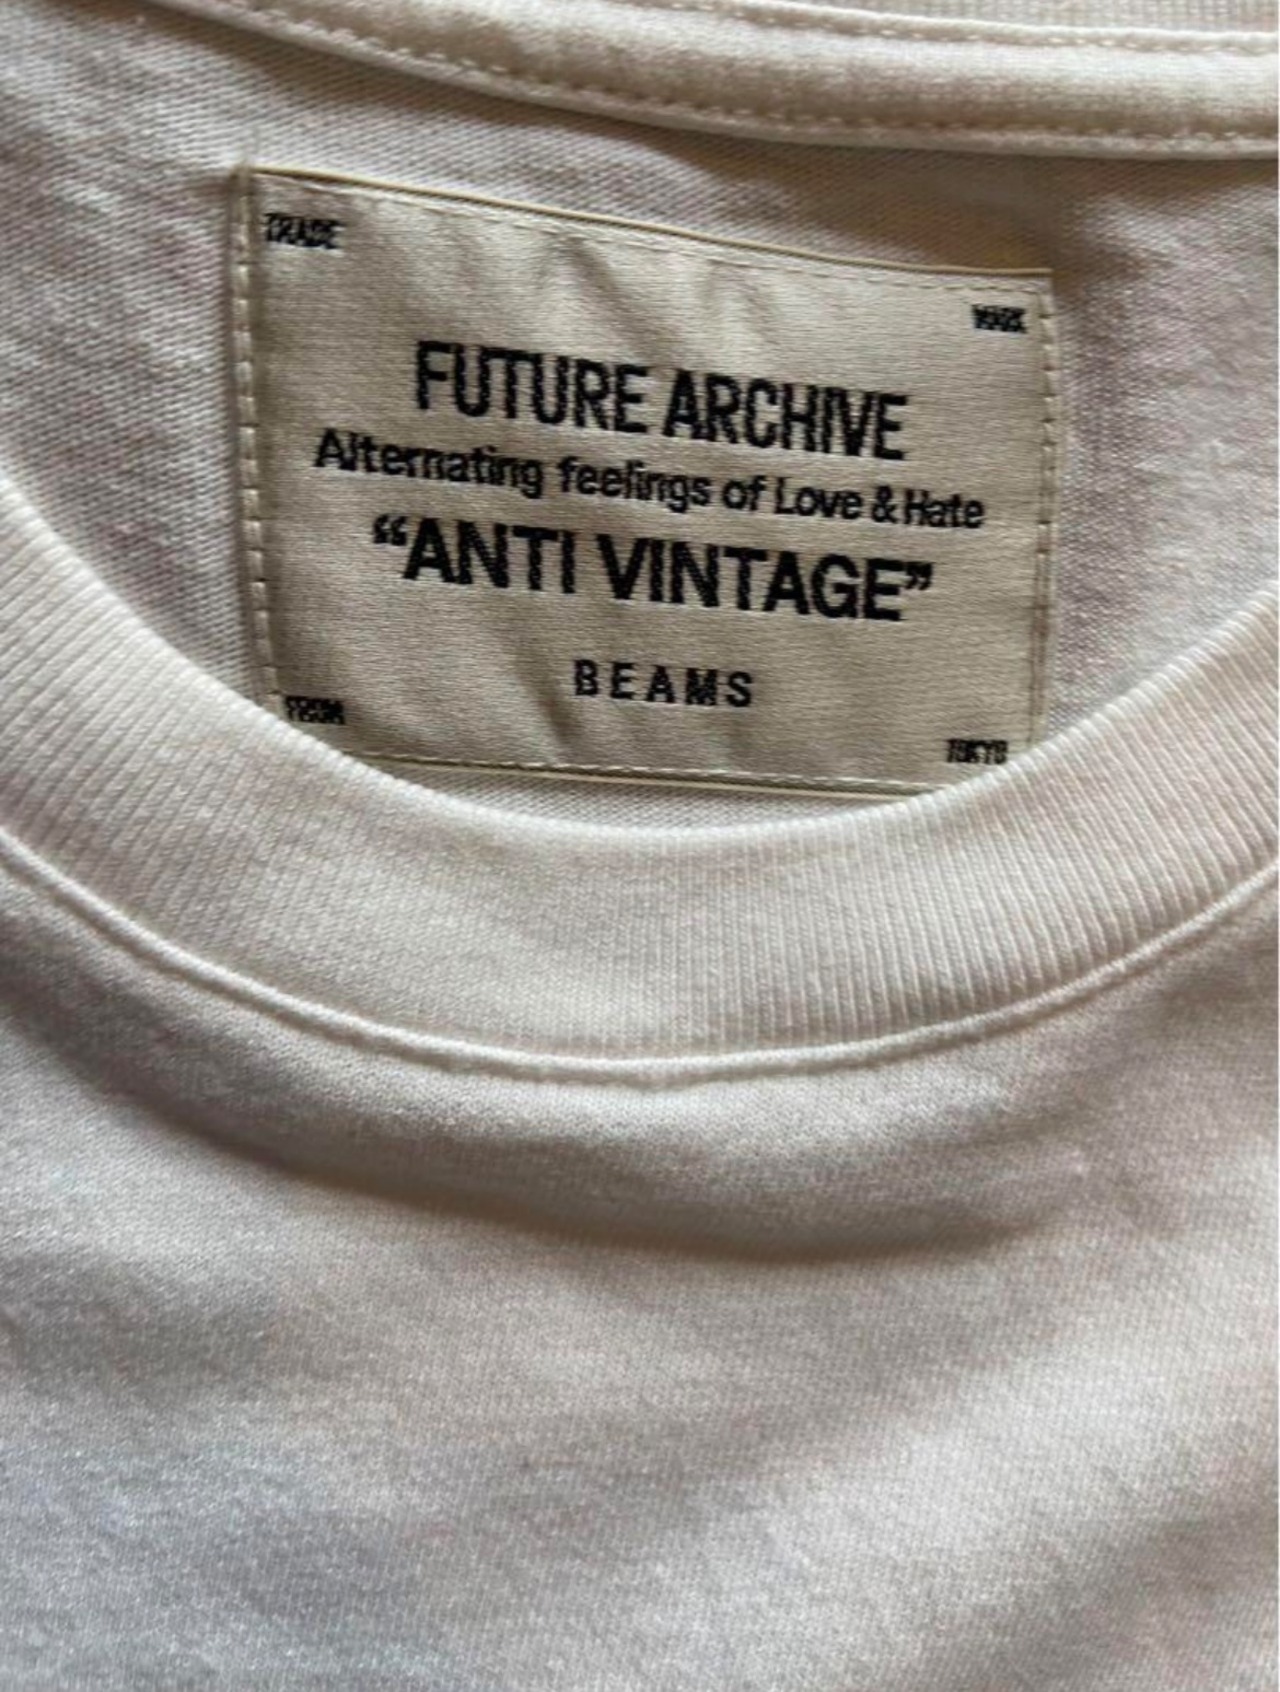 TRADE
MARK
FUTURE ARCHIVE
Alternating feelings of Love & Hate
“ANTI VINTAGE”
BEAMS
FROM
TOKYO